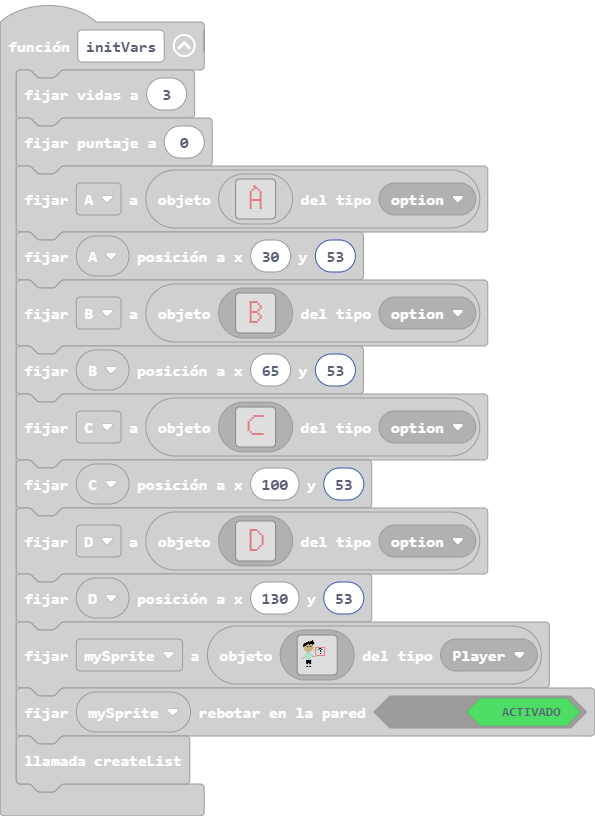 función initVars
fijar vidas a 3
fijar puntaje a 0
fijar A a objeto A del tipo option
fijar A posición a x 30 y 53
fijar B a objeto B del tipo option
fijar B posición a x 65 y 53
fijar C a objeto C del tipo option
fijar C posición a x 100 y 53
fijar D a objeto D del tipo option
fijar D posición a x 130 y 53
fijar mySprite a objeto ? del tipo Player
fijar mySprite rebotar en la pared ACTIVADO
llamada createList